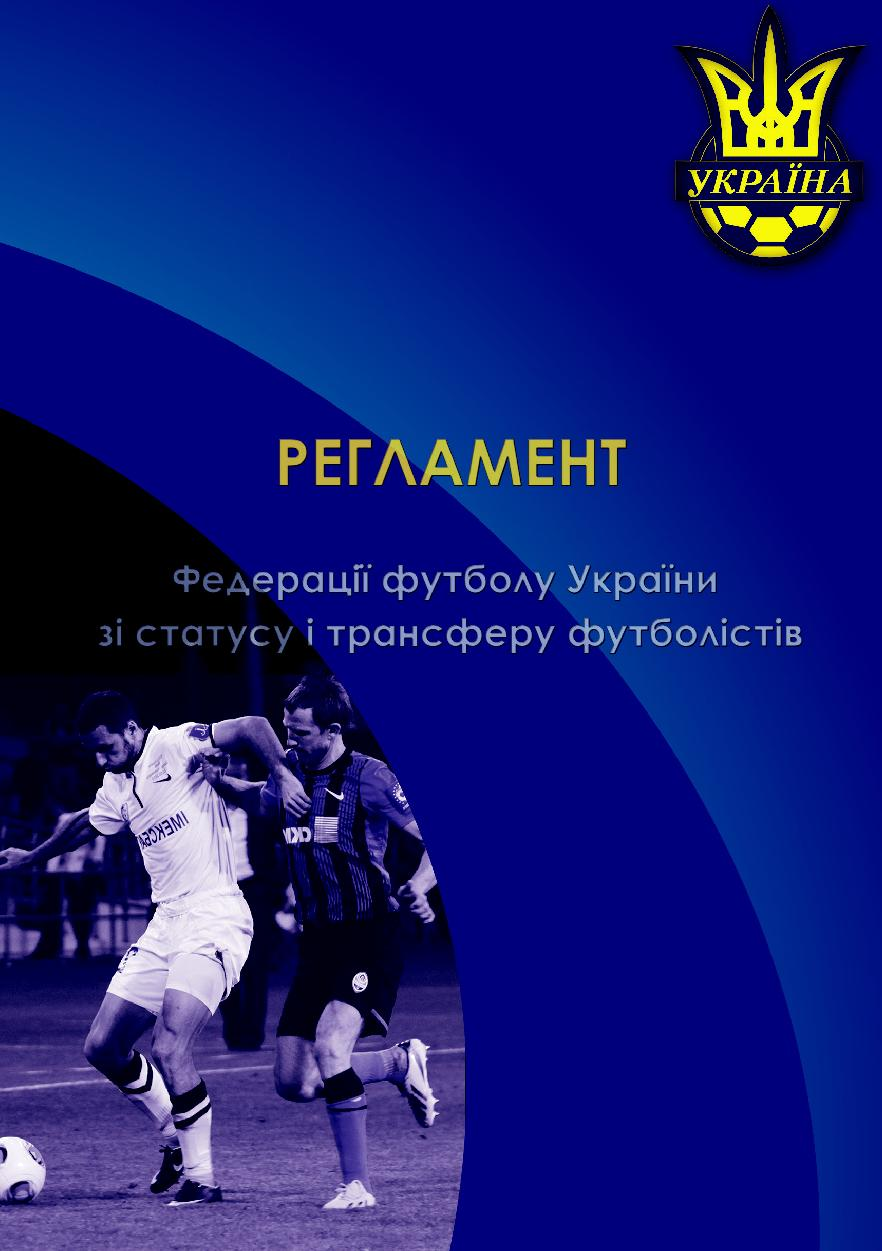 УКРАЇНА
РЕГЛАМЕНТ
Федерації футболу України
зі статусу і трансферу футболістів